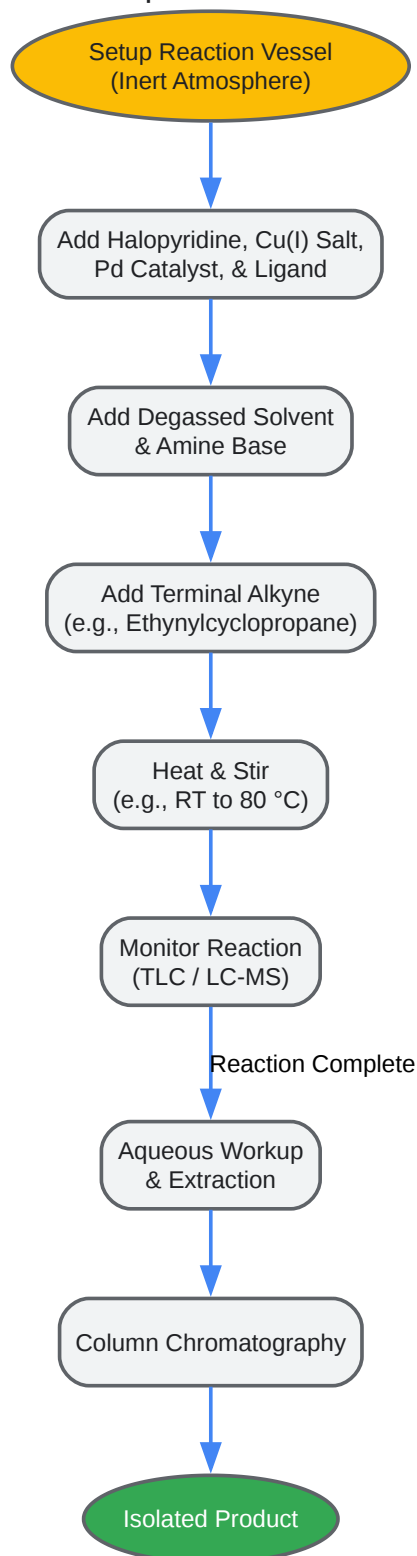 Setup Reaction Vessel
(Inert Atmosphere)
Add Halopyridine, Cu(I) Salt,
Pd Catalyst, & Ligand
Add Degassed Solvent
& Amine Base
Add Terminal Alkyne
(e.g., Ethynylcyclopropane)
Heat & Stir
(e.g., RT to 80 °C)
Monitor Reaction
(TLC / LC-MS)
Reaction Complete
Aqueous Workup
& Extraction
Column Chromatography
Isolated Product